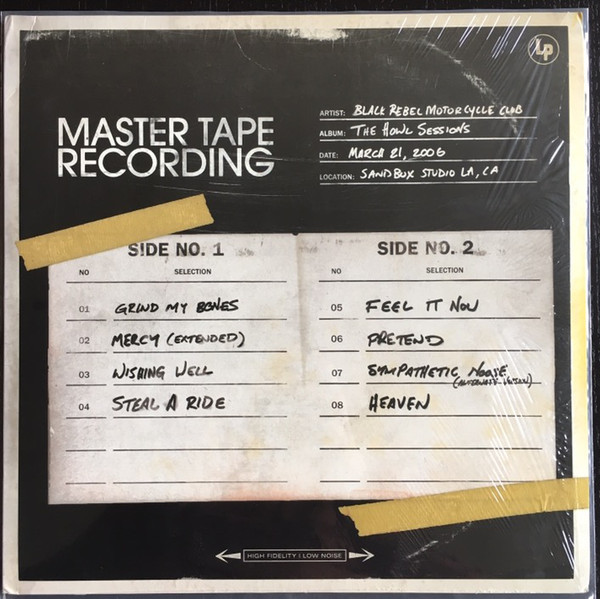 Lp
MASTER TAPE
RECORDING
ARTIST: BLACK REBEL MOTORCYCLE CLUB
ALBUM: THE HOWL SESSIONS
DATE: MARCH 21, 2006
LOCATION: SANDBOX STUDIO LA, CA
SIDE NO. 1
NO SELECTION
01 GRIND MY BONES
02 MERCY (EXTENDED)
03 WISHING WELL
04 STEAL A RIDE
SIDE NO. 2
NO SELECTION
05 FEEL IT NOW
06 PRETEND
07 SYMPATHETIC NOOSE
(ALTERNATE VERSION)
08 HEAVEN
HIGH FIDELITY | LOW NOISE